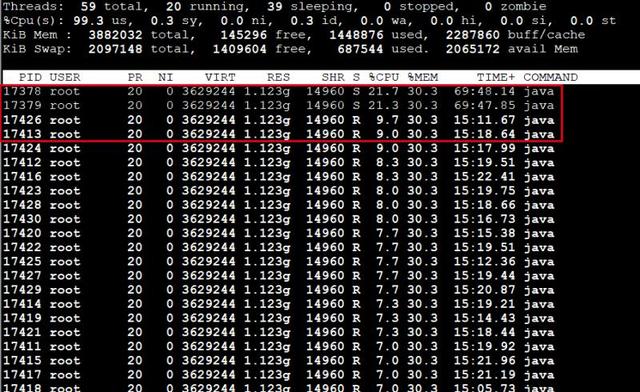 Threads: 59 total, 20 running, 39 sleeping, 0 stopped, 0 zombie
%Cpu(s): 99.3 us, 0.3 sy, 0.0 ni, 0.3 id, 0.0 wa, 0.0 hi, 0.0 si, 0.0 st
KiB Mem : 3882032 total, 145296 free, 1448876 used, 2287860 buff/cache
KiB Swap: 2097148 total, 1409604 free, 687544 used. 2065172 avail Mem
PID USER PR NI VIRT RES SHR S %CPU %MEM TIME+ COMMAND
17378 root 20 0 3629244 1.123g 14960 S 21.7 30.3 69:48.14 java
17379 root 20 0 3629244 1.123g 14960 S 21.3 30.3 69:47.85 java
17426 root 20 0 3629244 1.123g 14960 R 9.7 30.3 15:11.67 java
17413 root 20 0 3629244 1.123g 14960 R 9.0 30.3 15:18.64 java
17424 root 20 0 3629244 1.123g 14960 R 9.0 30.3 15:17.99 java
17412 root 20 0 3629244 1.123g 14960 R 8.3 30.3 15:19.51 java
17416 root 20 0 3629244 1.123g 14960 R 8.3 30.3 15:22.41 java
17423 root 20 0 3629244 1.123g 14960 R 8.0 30.3 15:19.75 java
17428 root 20 0 3629244 1.123g 14960 R 8.0 30.3 15:18.66 java
17430 root 20 0 3629244 1.123g 14960 R 8.0 30.3 15:16.73 java
17420 root 20 0 3629244 1.123g 14960 R 7.7 30.3 15:15.38 java
17422 root 20 0 3629244 1.123g 14960 R 7.7 30.3 15:19.51 java
17425 root 20 0 3629244 1.123g 14960 R 7.7 30.3 15:12.36 java
17427 root 20 0 3629244 1.123g 14960 R 7.7 30.3 15:19.44 java
17429 root 20 0 3629244 1.123g 14960 R 7.7 30.3 15:20.87 java
17414 root 20 0 3629244 1.123g 14960 R 7.3 30.3 15:19.21 java
17419 root 20 0 3629244 1.123g 14960 R 7.3 30.3 15:14.43 java
17421 root 20 0 3629244 1.123g 14960 R 7.3 30.3 15:18.44 java
17411 root 20 0 3629244 1.123g 14960 R 7.0 30.3 15:19.92 java
17415 root 20 0 3629244 1.123g 14960 R 7.0 30.3 15:21.96 java
17417 root 20 0 3629244 1.123g 14960 R 7.0 30.3 15:21.19 java
17418 root 20 0 3629244 1.123g 14960 R 7.0 30.3 15:05.73 java